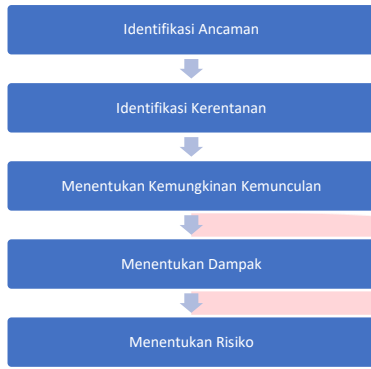 Identifikasi Ancaman
Identifikasi Kerentanan
Menentukan Kemungkinan Kemunculan
Menentukan Dampak
Menentukan Risiko